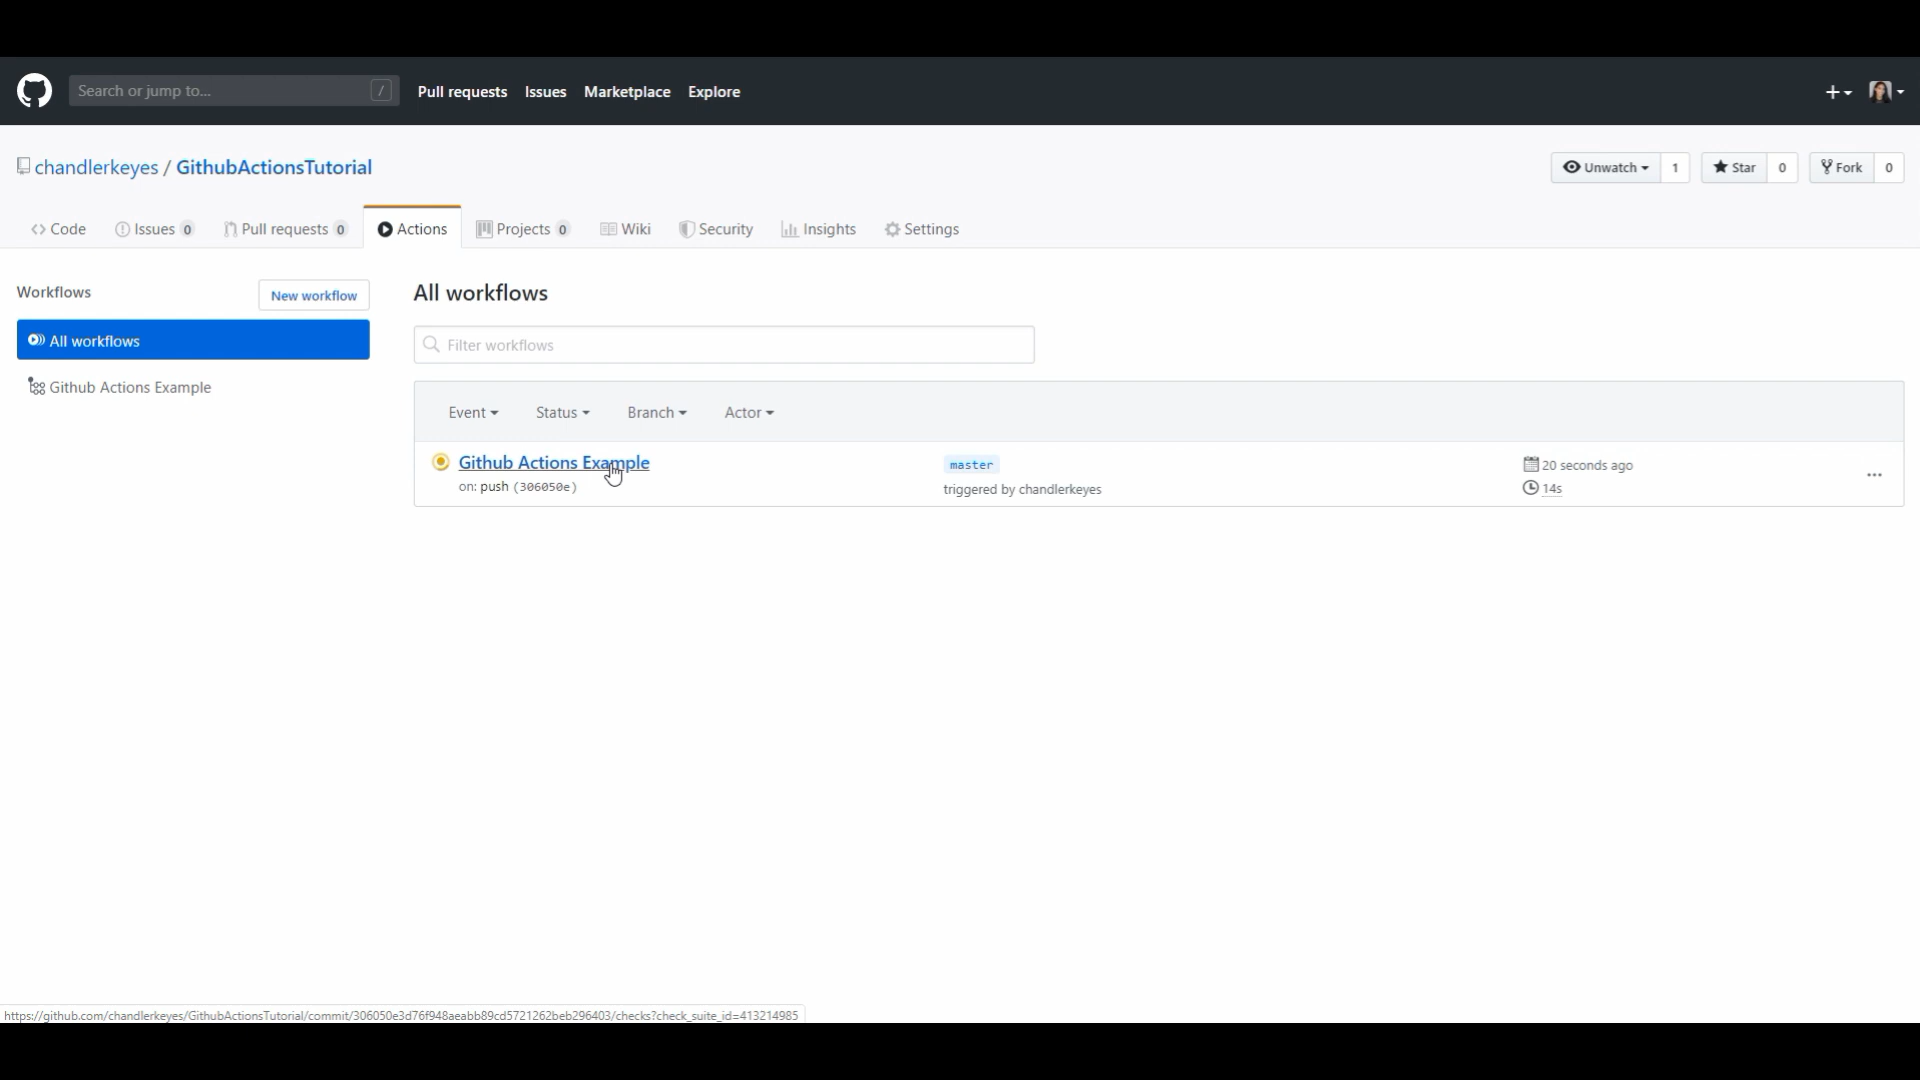 Search or jump to... /
Pull requests Issues Marketplace Explore
chandlerkeyes / GithubActionsTutorial
Unwatch 1 Star 0 Fork 0
Code Issues 0 Pull requests 0 Actions Projects 0 Wiki Security Insights Settings
Workflows
New workflow
All workflows
Github Actions Example
All workflows
Filter workflows
Event Status Branch Actor
Github Actions Example
on: push (306050e)
master
triggered by chandlerkeyes
20 seconds ago
14s
https://github.com/chandlerkeyes/GithubActionsTutorial/commit/306050e3d76f948aeabb89cd5721262beb296403/checks?check_suite_id=413214985